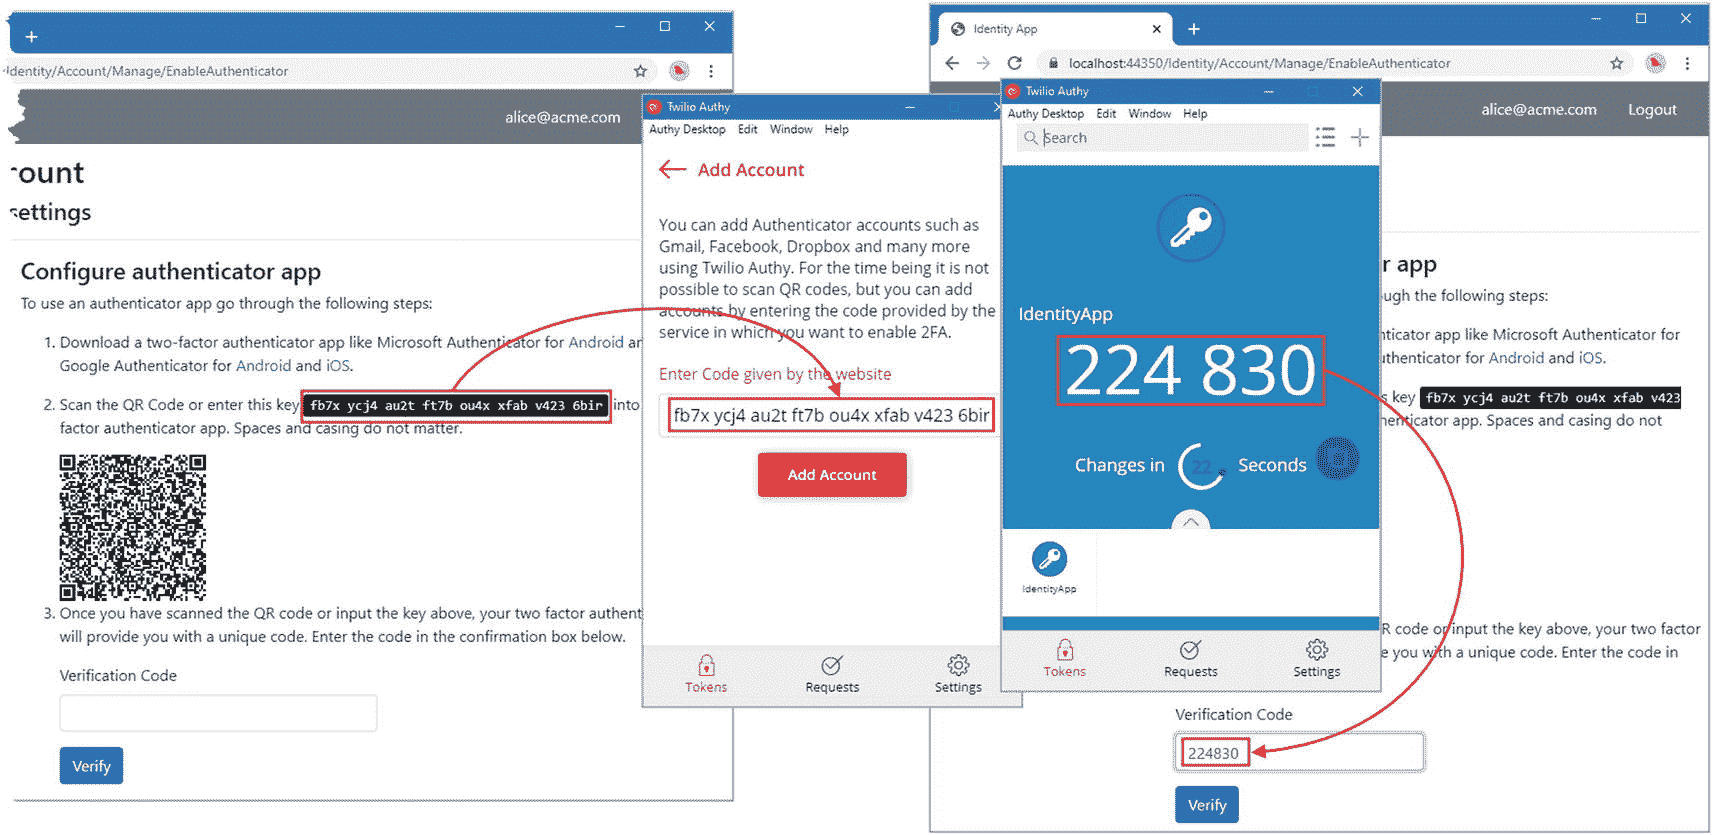 Identity/Account/Manage/EnableAuthenticator
alice@acme.com
rount
settings
Configure authenticator app
To use an authenticator app go through the following steps:
1. Download a two-factor authenticator app like Microsoft Authenticator for Android ar
Google Authenticator for Android and iOS.
2. Scan the QR Code or enter this key fb7x ycj4 au2t ft7b ou4x xfab v423 6bir into
factor authenticator app. Spaces and casing do not matter.
3. Once you have scanned the QR code or input the key above, your two factor authent
will provide you with a unique code. Enter the code in the confirmation box below.
Verification Code
Verify
Twilio Authy
Authy Desktop Edit Window Help
Add Account
You can add Authenticator accounts such as
Gmail, Facebook, Dropbox and many more
using Twilio Authy. For the time being it is not
possible to scan QR codes, but you can add
accounts by entering the code provided by the
service in which you want to enable 2FA.
Enter Code given by the website
fb7x ycj4 au2t ft7b ou4x xfab v423 6bir
Add Account
Tokens Requests Settings
Identity App
localhost:44350/Identity/Account/Manage/EnableAuthenticator
alice@acme.com Logout
Twilio Authy
Authy Desktop Edit Window Help
Search
IdentityApp
224 830
Changes in 22 Seconds
IdentityApp
Tokens Requests Settings
r app
ugh the following steps:
nticator app like Microsoft Authenticator for
uthenticator for Android and iOS.
s key fb7x ycj4 au2t ft7b ou4x xfab v423
enticator app. Spaces and casing do not
R code or input the key above, your two factor
e you with a unique code. Enter the code in
Verification Code
224830
Verify